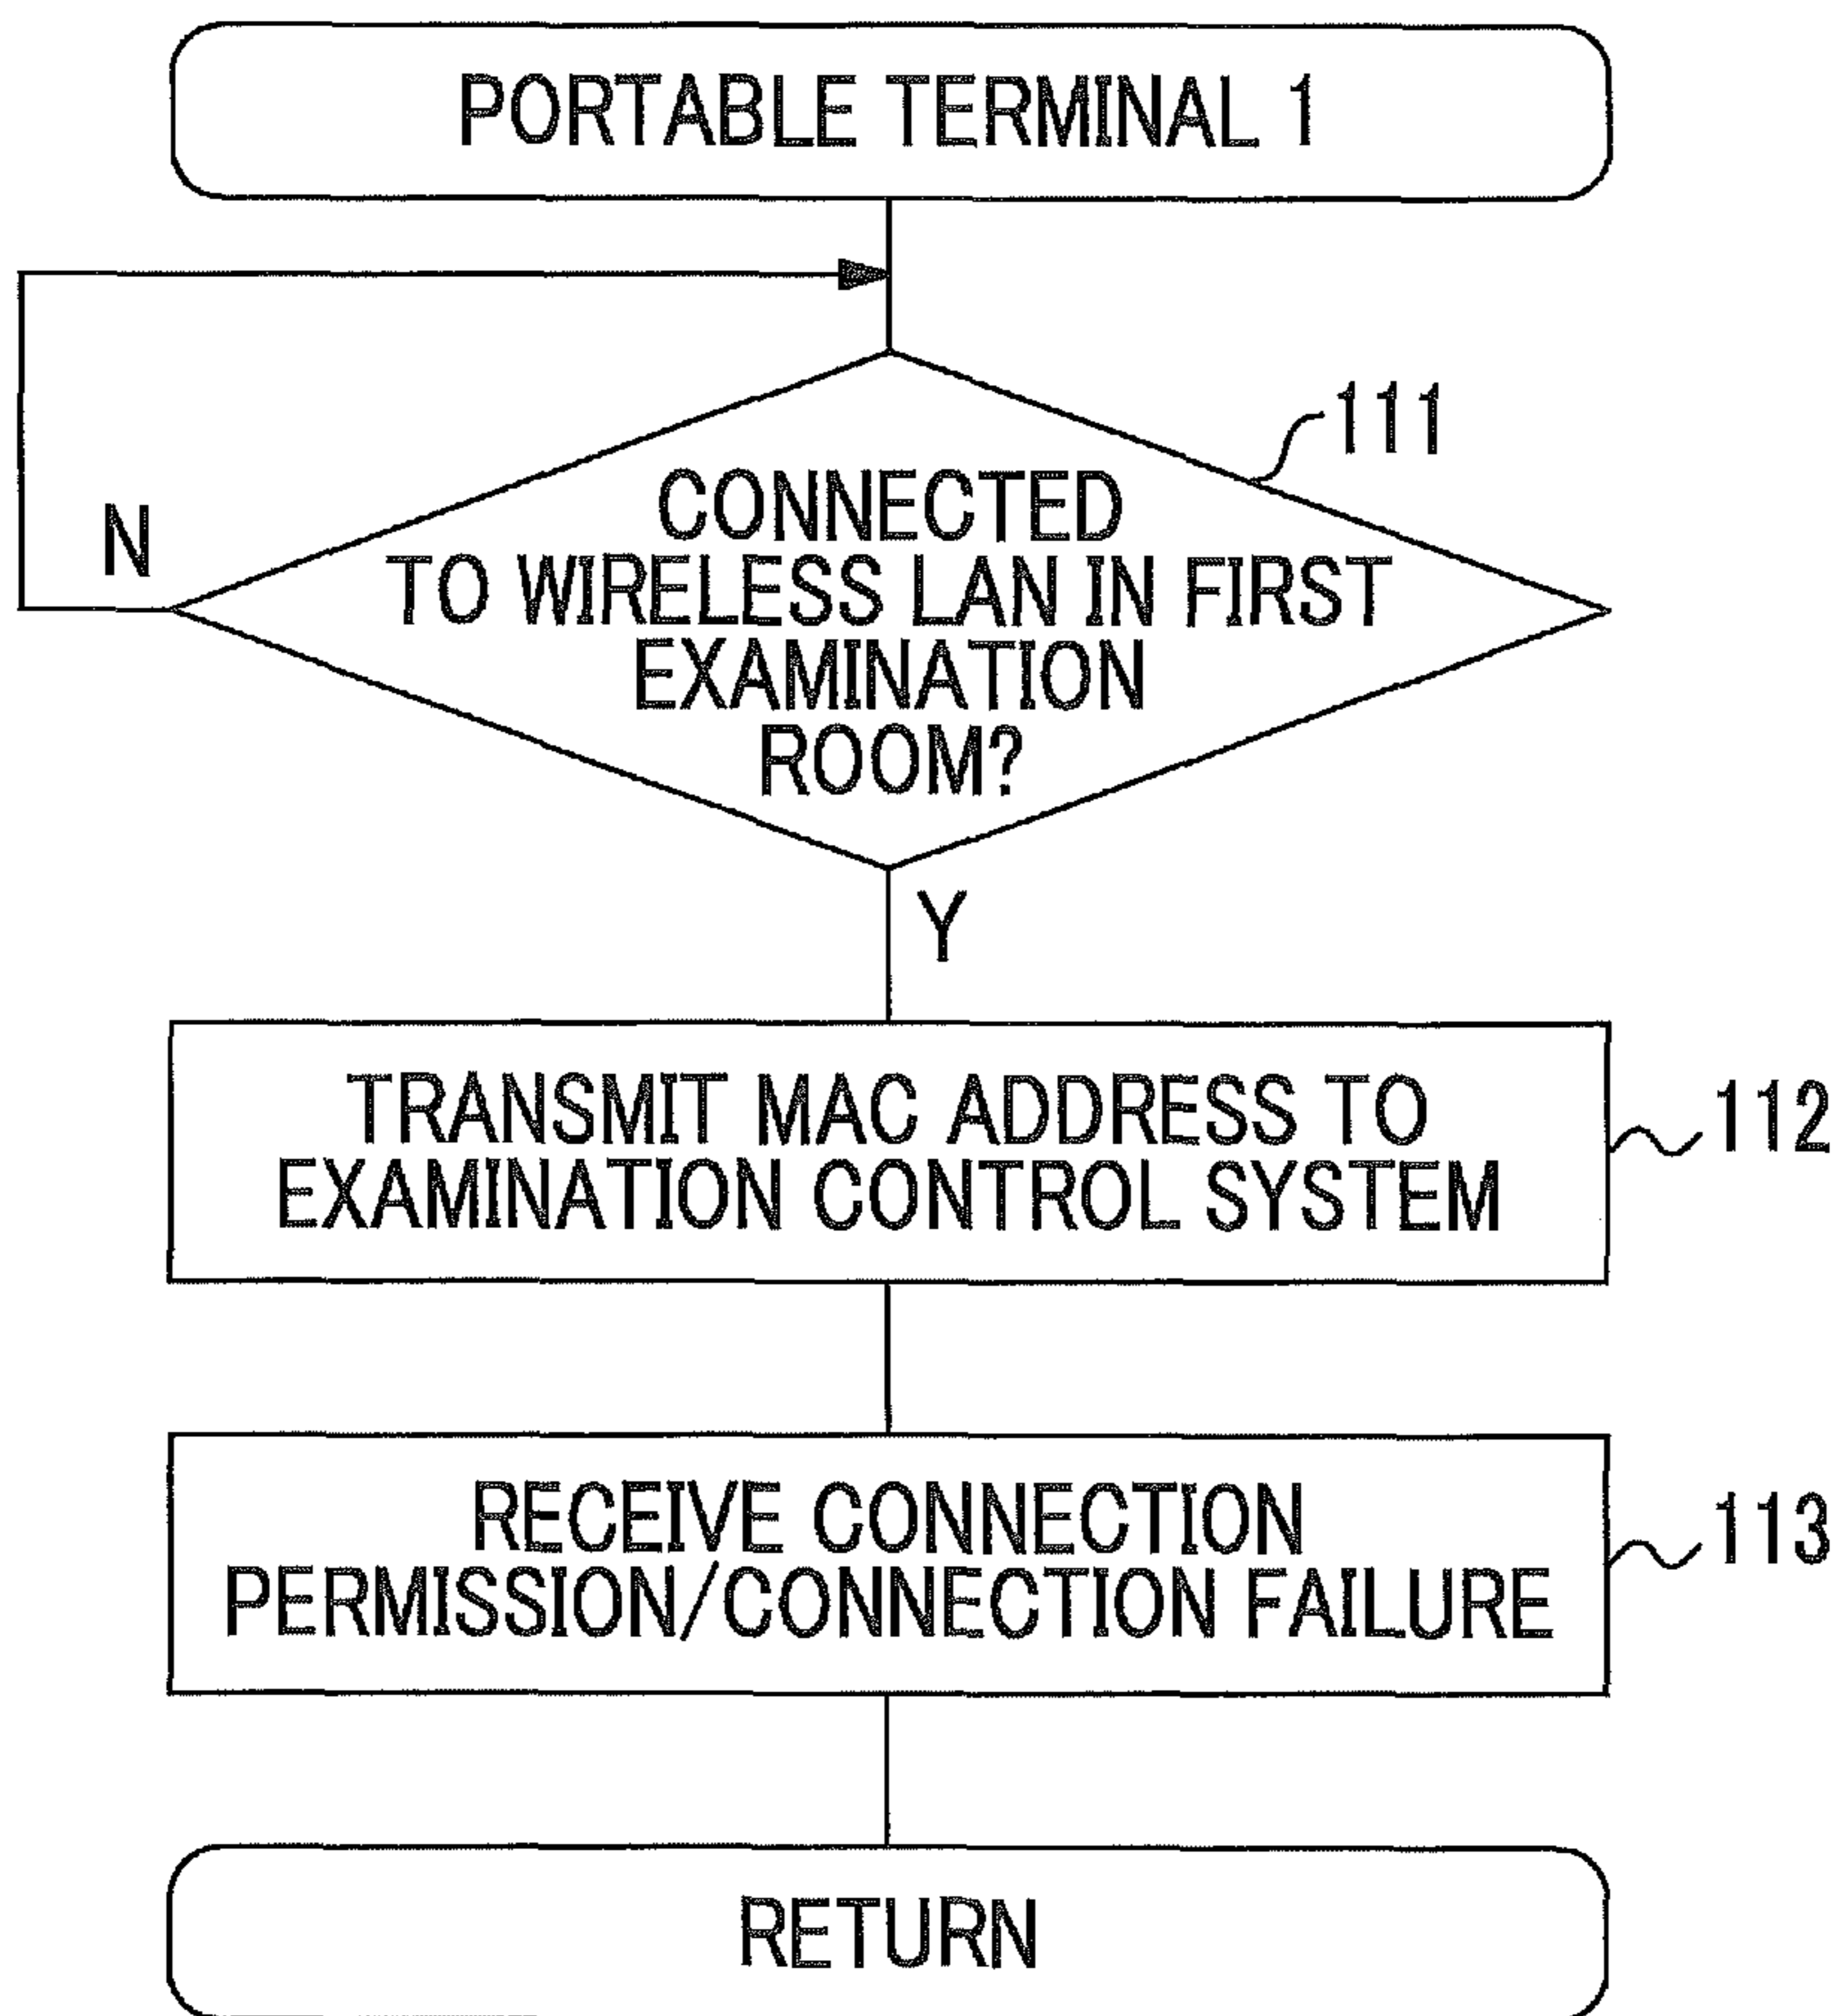 PORTABLE TERMINAL 1
111
CONNECTED
TO WIRELESS LAN IN FIRST
EXAMINATION
ROOM?
N
Y
TRANSMIT MAC ADDRESS TO
EXAMINATION CONTROL SYSTEM
112
RECEIVE CONNECTION
PERMISSION/CONNECTION FAILURE
113
RETURN